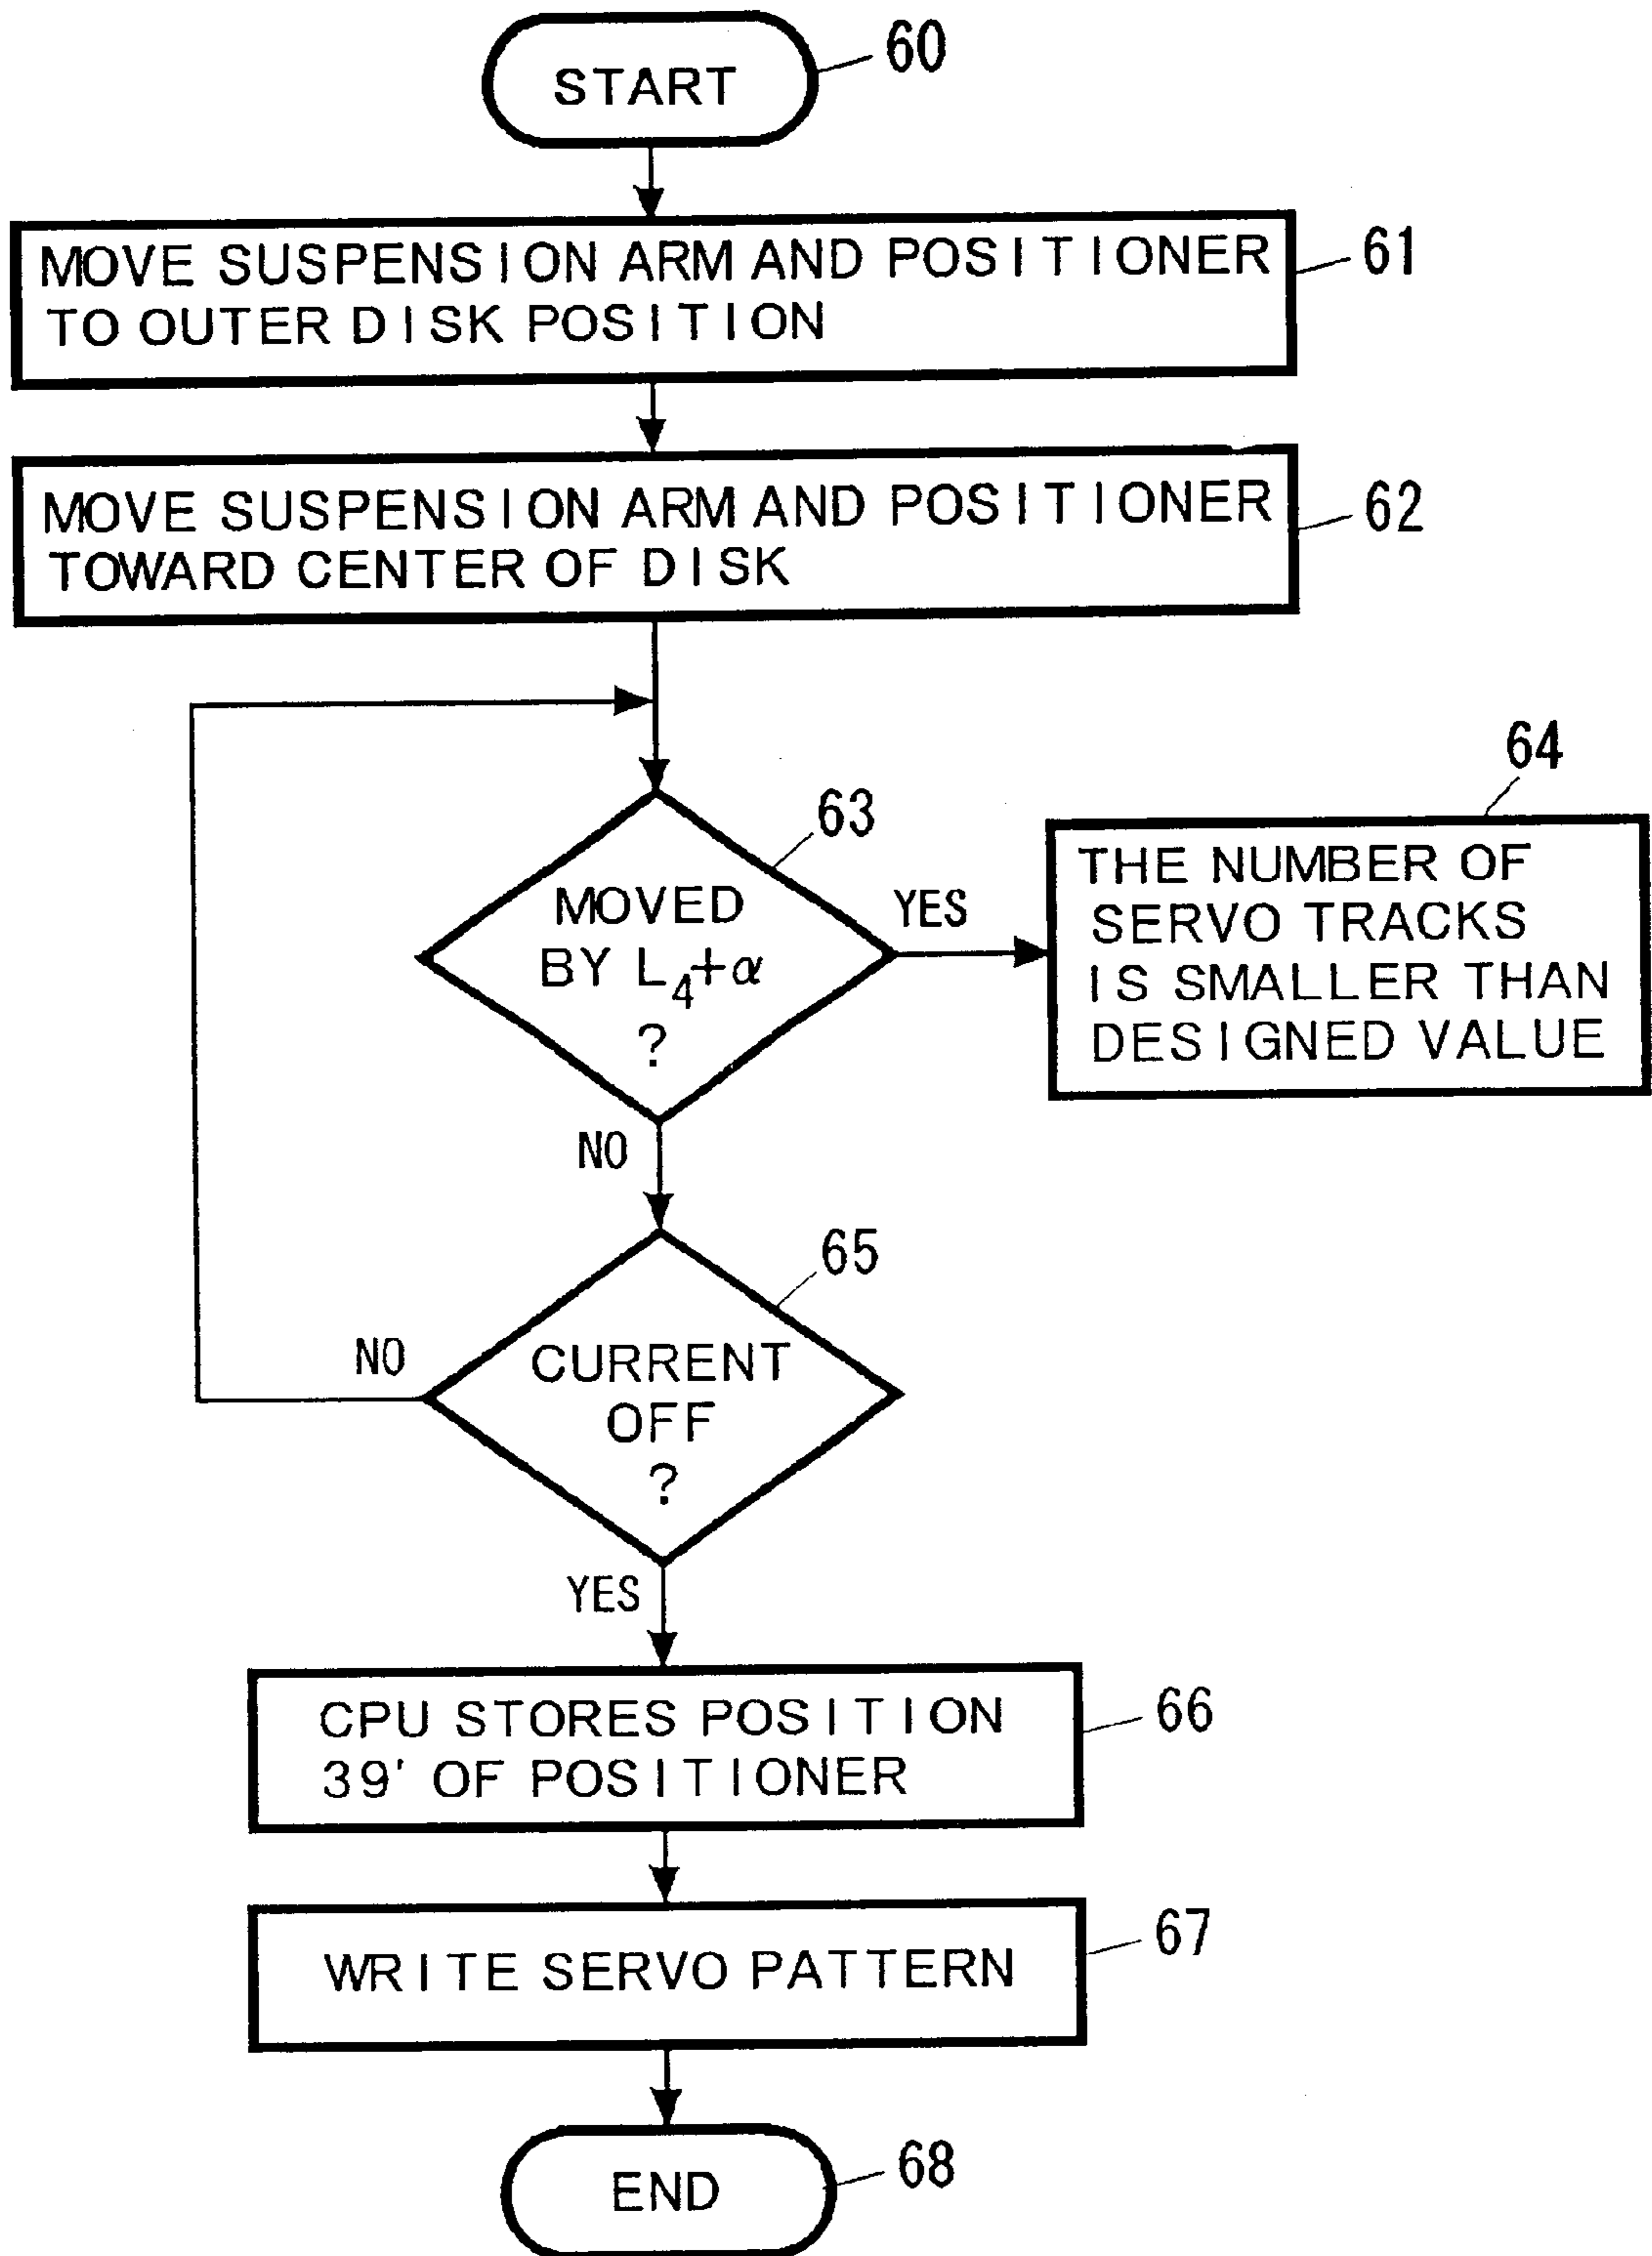 START
60
MOVE SUSPENSION ARM AND POSITIONER
TO OUTER DISK POSITION
61
MOVE SUSPENSION ARM AND POSITIONER
TOWARD CENTER OF DISK
62
63
MOVED
BY L₄+α
?
YES
NO
64
THE NUMBER OF
SERVO TRACKS
IS SMALLER THAN
DESIGNED VALUE
65
CURRENT
OFF
?
NO
YES
CPU STORES POSITION
39' OF POSITIONER
66
WRITE SERVO PATTERN
67
END
68